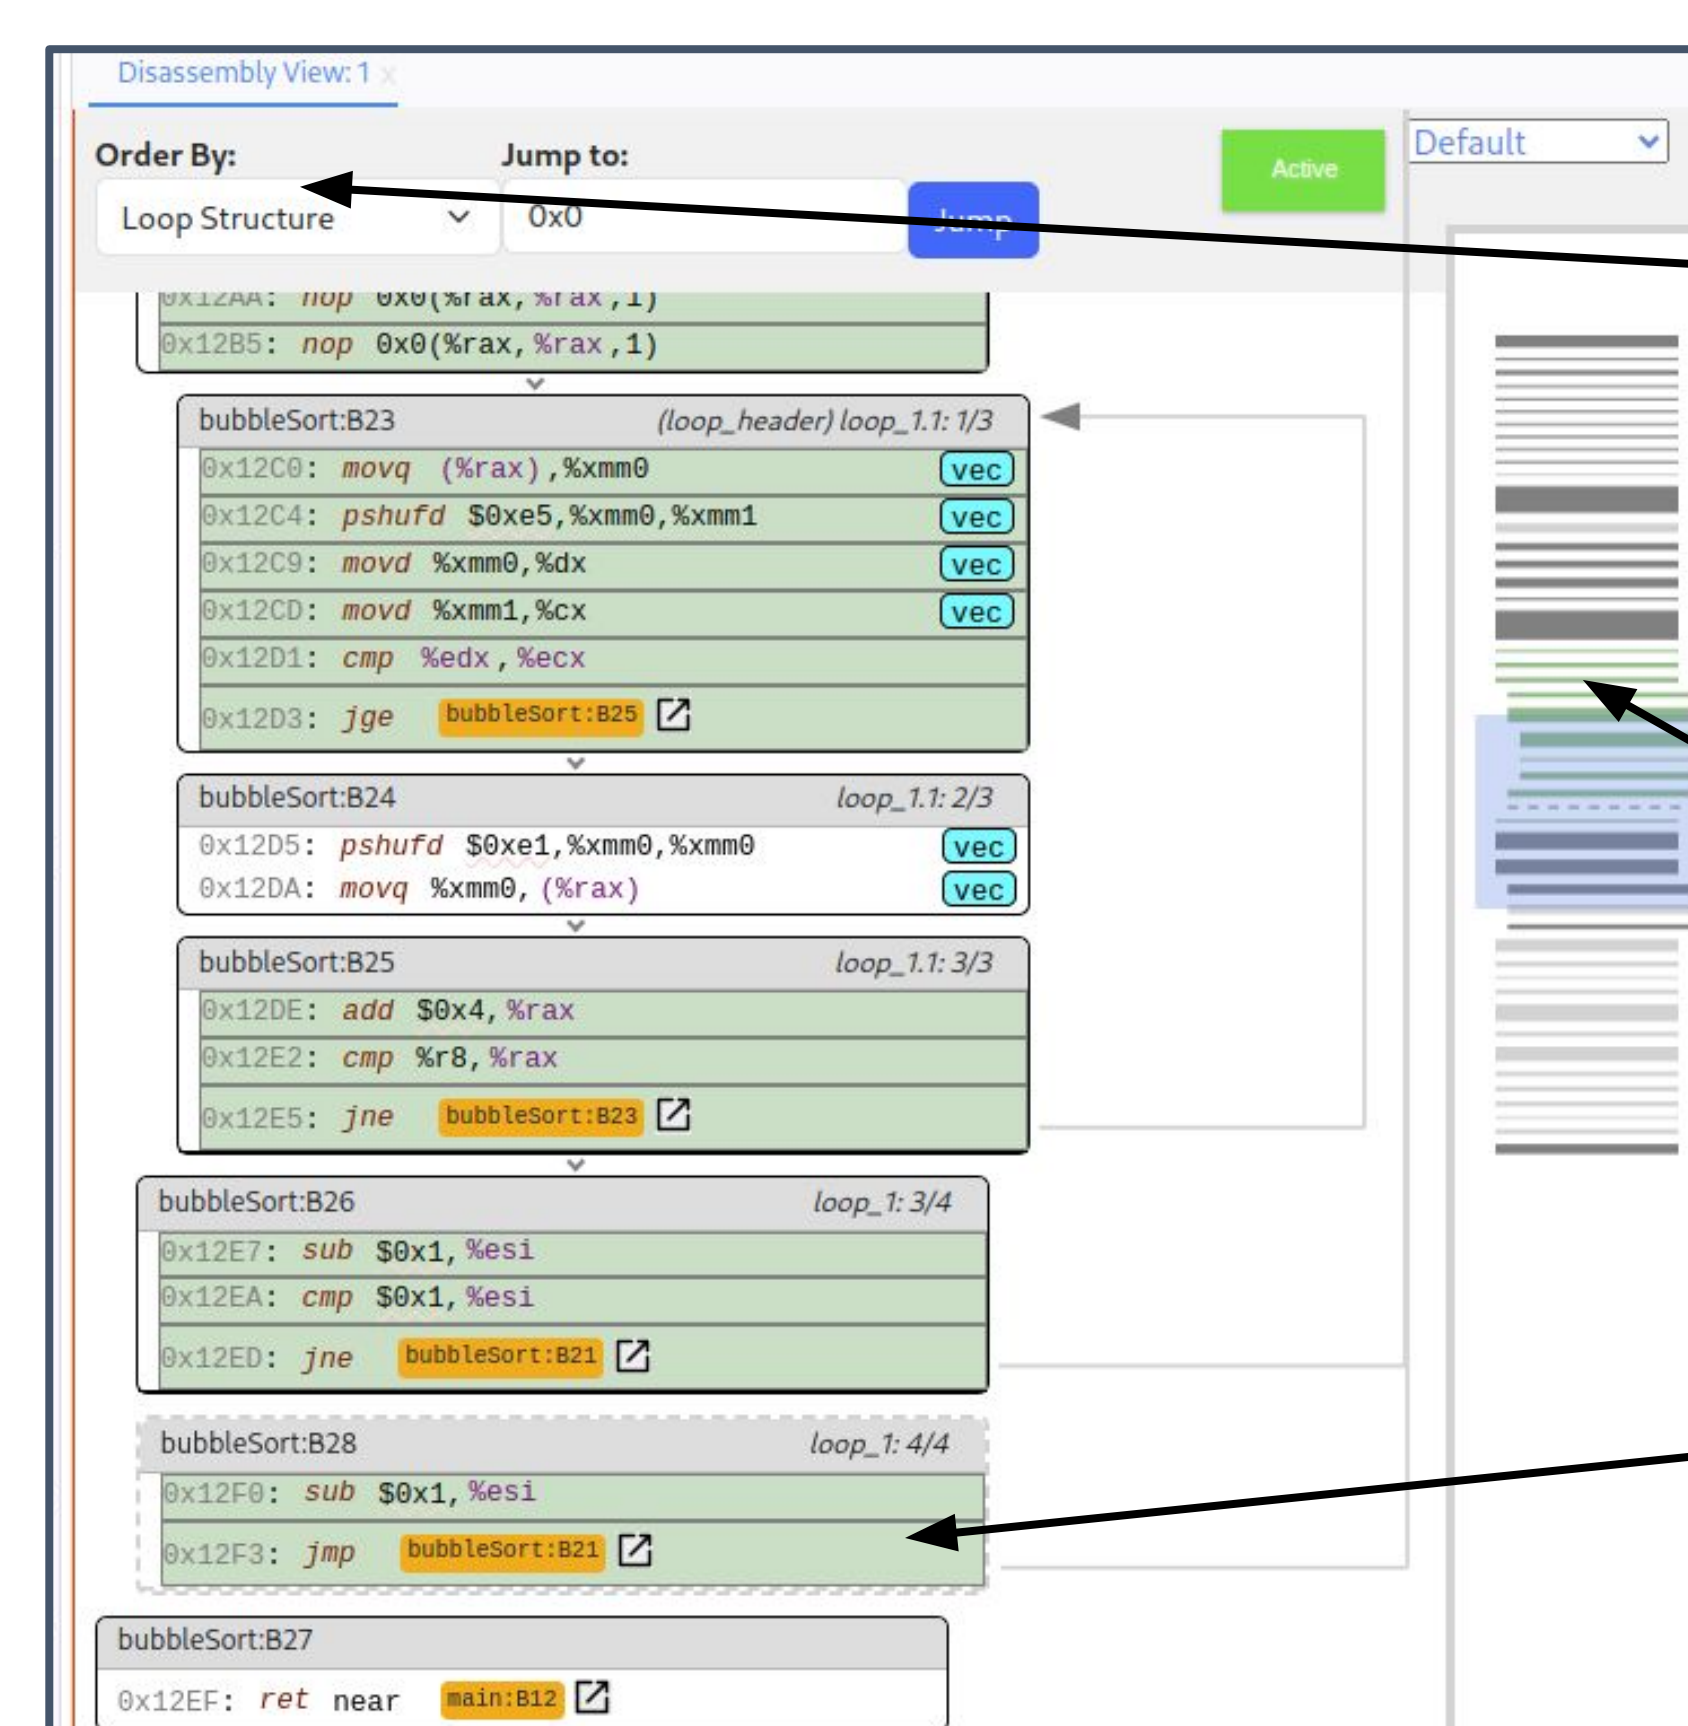 Disassembly View: 1 x
Order By:
Jump to:
Active
Default
Loop Structure
0x0
Jump
0x12AA: nop 0x0(%rax,%rax,1)
0x12B5: nop 0x0(%rax,%rax,1)
bubbleSort:B23 (loop_header) loop_1.1: 1/3
0x12C0: movq (%rax),%xmm0 vec
0x12C4: pshufd $0xe5,%xmm0,%xmm1 vec
0x12C9: movd %xmm0,%dx vec
0x12CD: movd %xmm1,%cx vec
0x12D1: cmp %edx,%ecx
0x12D3: jge bubbleSort:B25
bubbleSort:B24 loop_1.1: 2/3
0x12D5: pshufd $0xe1,%xmm0,%xmm0 vec
0x12DA: movq %xmm0,(%rax) vec
bubbleSort:B25 loop_1.1: 3/3
0x12DE: add $0x4,%rax
0x12E2: cmp %r8,%rax
0x12E5: jne bubbleSort:B23
bubbleSort:B26 loop_1: 3/4
0x12E7: sub $0x1,%esi
0x12EA: cmp $0x1,%esi
0x12ED: jne bubbleSort:B21
bubbleSort:B28 loop_1: 4/4
0x12F0: sub $0x1,%esi
0x12F3: jmp bubbleSort:B21
bubbleSort:B27
0x12EF: ret near main:B12